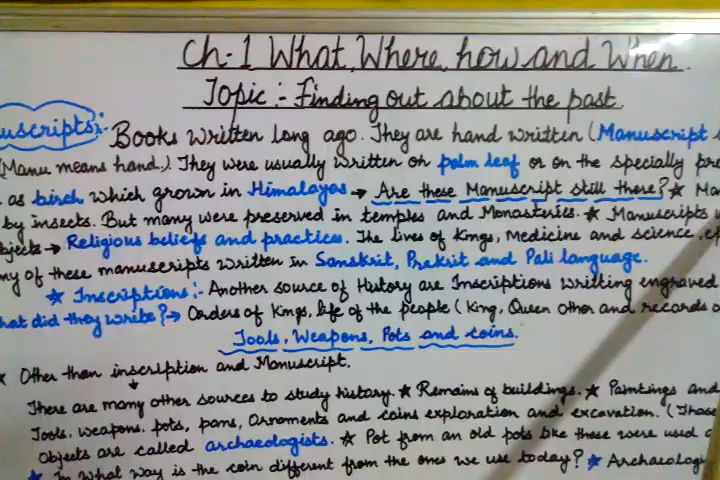 Ch-1 What, Where, how and When.
Topic:- Finding out about the past
uscripts:- Books written long ago. They are hand written (Manuscript
(Manu means hand.) They were usually written on palm leaf or on the specially pre
as birch which grown in Himalayas → Are these Manuscript still there? ★ Man
by insects. But many were preserved in temples and Monasteries. ★ Manuscripts
bjects → Religious beliefs and practices. The lives of Kings, Medicine and science, et
ny of these manuscripts written in Sanskrit, Prekrit and Pali language.
★ Inscriptions:- Another source of History are Inscriptions writting engraved
hat did they write? → Orders of Kings, life of the people (King, Queen other and records o
Tools, Weapons, Pots and coins.
★ Other than inscription and Manuscript.
There are many other sources to study history. ★ Remains of buildings. ★ Paintings and
Tools, weapons, pots, pans, Ornaments and coins exploration and excavation. (Those
Objects are called archaeologists. ★ Pot from an old pots like these were used
★ In what way is the coin different from the ones we use today? ★ Archaeologi